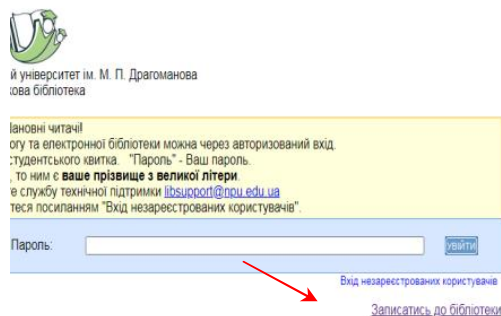 й університет ім. М. П. Драгоманова
кова бібліотека
Шановні читачі!
огу та електронної бібліотеки можна через авторизований вхід.
студентського квитка. "Пароль" - Ваш пароль.
, то ним є ваше прізвище з великої літери.
е службу технічної підтримки libsupport@npu.edu.ua
теся посиланням "Вхід незареєстрованих користувачів".
Пароль: увійти
Вхід незареєстрованих користувачів
Записатись до бібліотеки